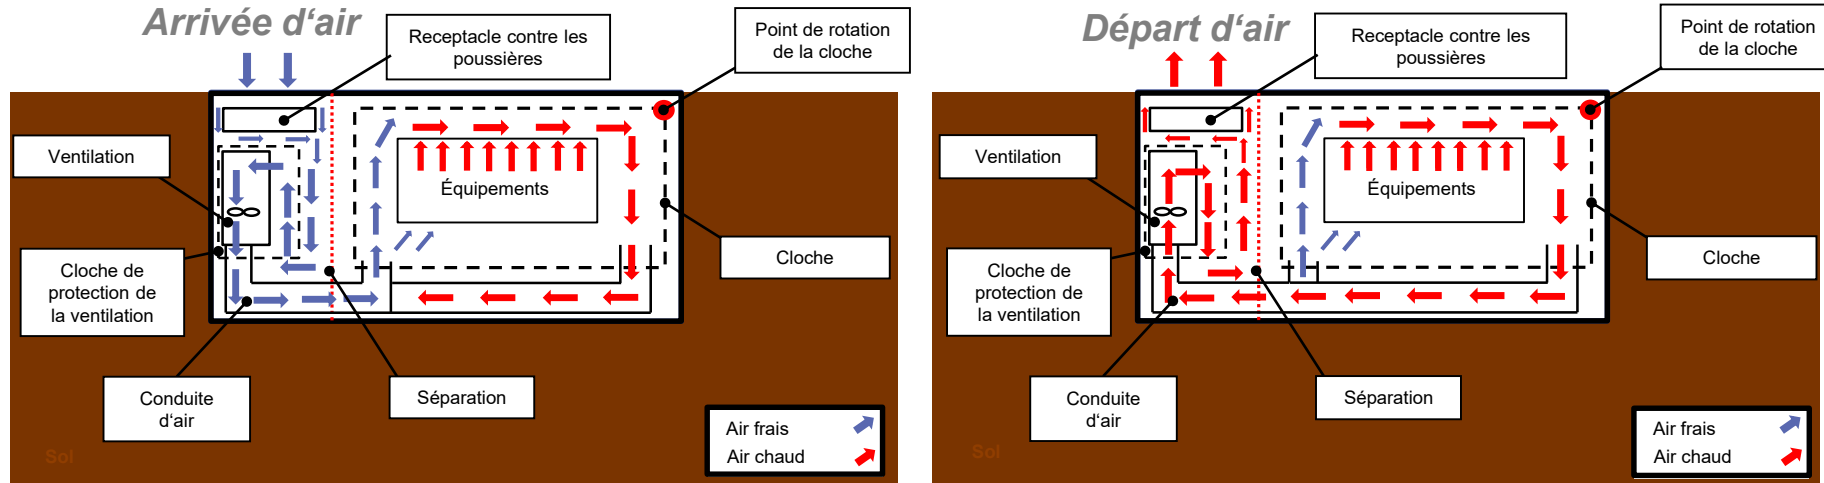 Arrivée d‘air
Receptacle contre les
poussières
Point de rotation
de la cloche
Ventilation
Équipements
Cloche de
protection de
la ventilation
Cloche
Conduite
d‘air
Séparation
Air frais
Air chaud
Sol
Départ d‘air
Receptacle contre les
poussières
Point de rotation
de la cloche
Ventilation
Équipements
Cloche de
protection de
la ventilation
Cloche
Conduite
d‘air
Séparation
Air frais
Air chaud
Sol